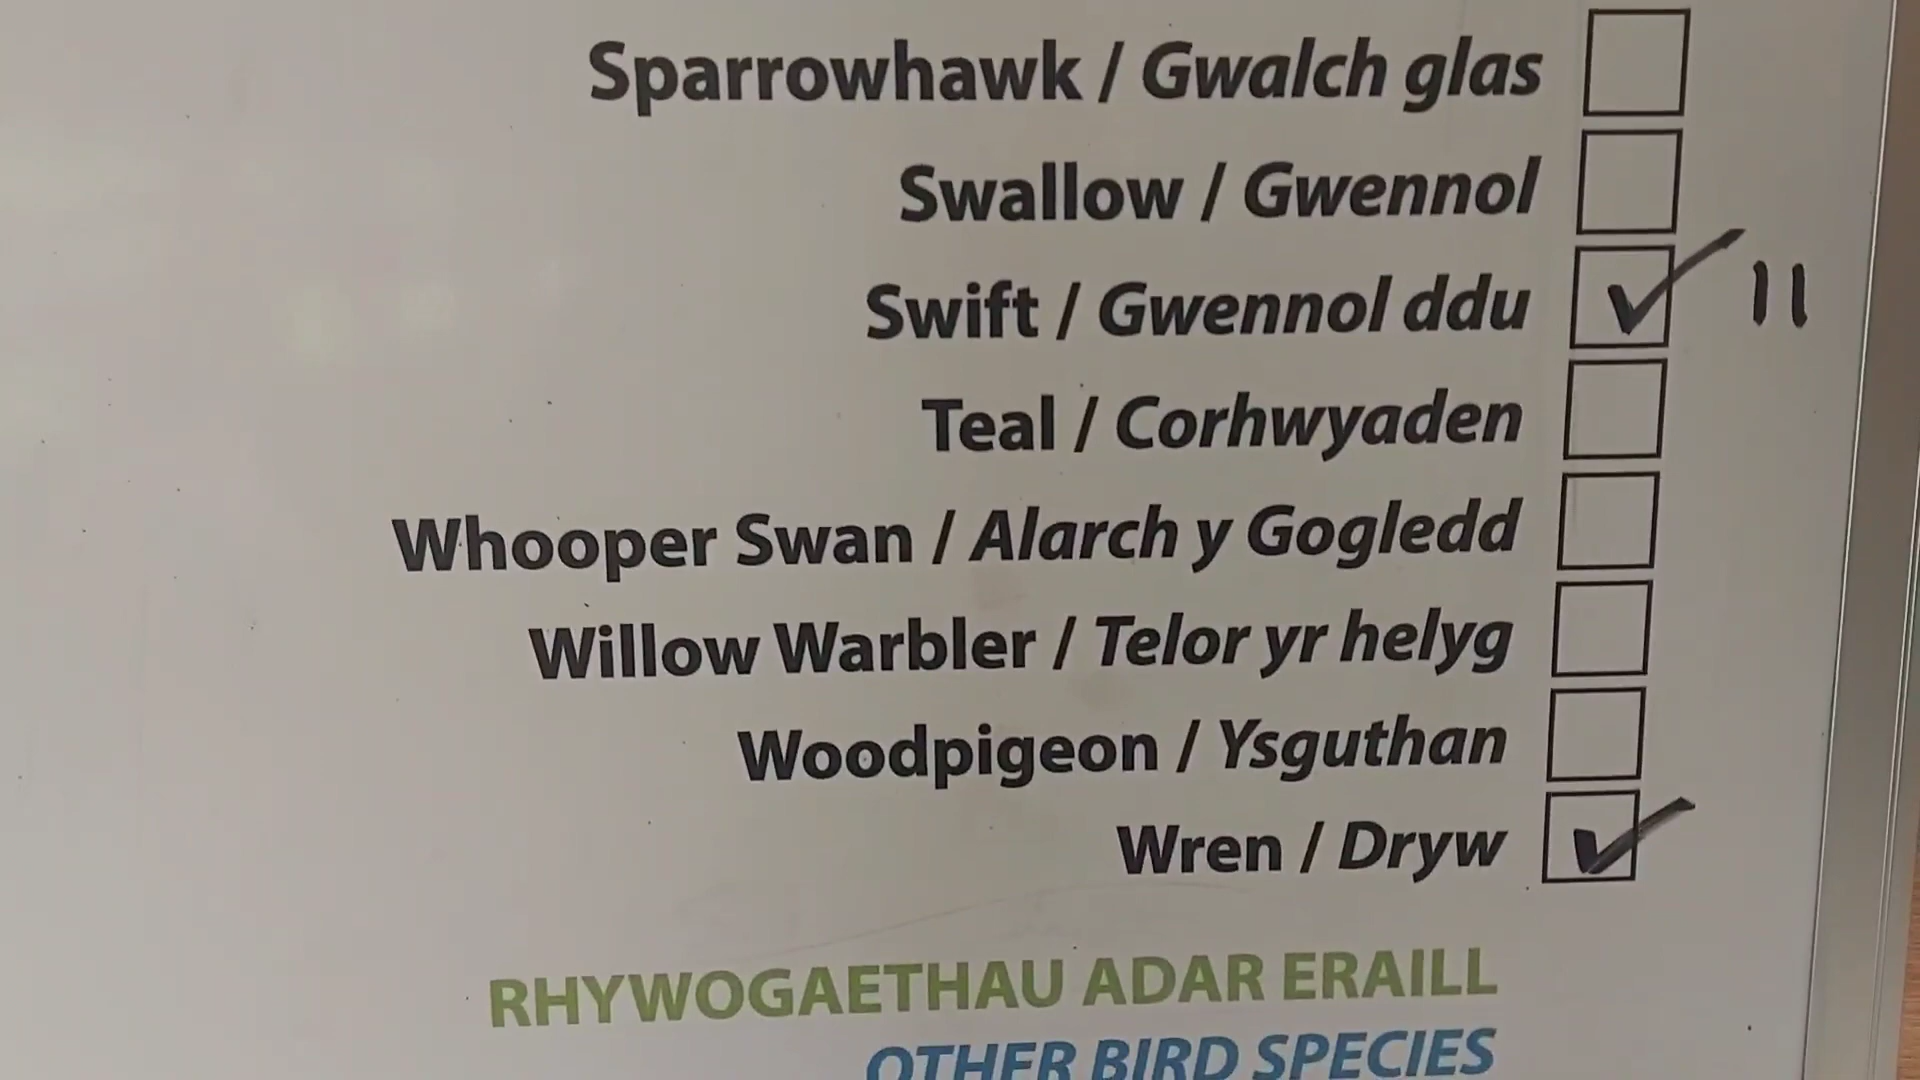 Sparrowhawk / Gwalch glas
Swallow / Gwennol
Swift / Gwennol ddu ✓ 11
Teal / Corhwyaden
Whooper Swan / Alarch y Gogledd
Willow Warbler / Telor yr helyg
Woodpigeon / Ysguthan
Wren / Dryw ✓
RHYWOGAETHAU ADAR ERAILL
OTHER BIRD SPECIES